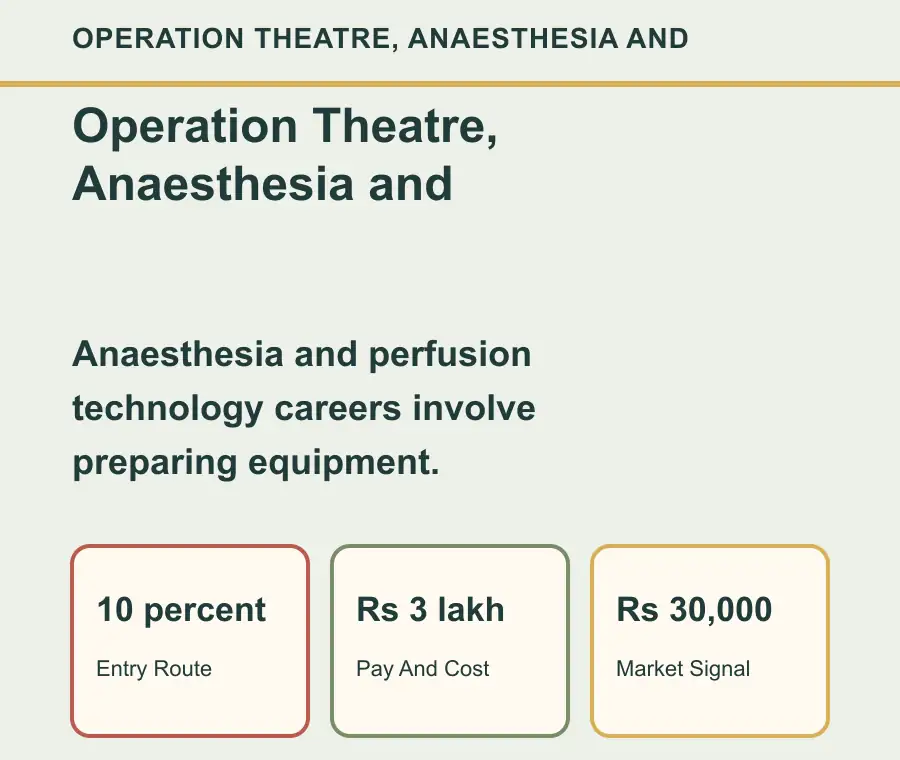 OPERATION THEATRE, ANAESTHESIA AND
Operation Theatre,
Anaesthesia and
Anaesthesia and perfusion
technology careers involve
preparing equipment.
10 percent
Entry Route
Rs 3 lakh
Pay And Cost
Rs 30,000
Market Signal